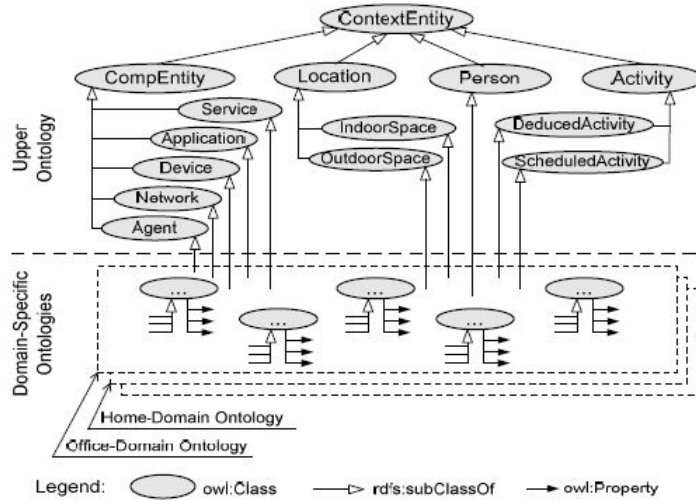 ContextEntity
CompEntity
Location
Person
Activity
Service
Application
Device
Network
Agent
IndoorSpace
OutdoorSpace
DeducedActivity
ScheduledActivity
Upper
Ontology
Domain-Specific
Ontologies
...
...
...
...
...
Home-Domain Ontology
Office-Domain Ontology
Legend: owl:Class rdfs:subClassOf owl:Property